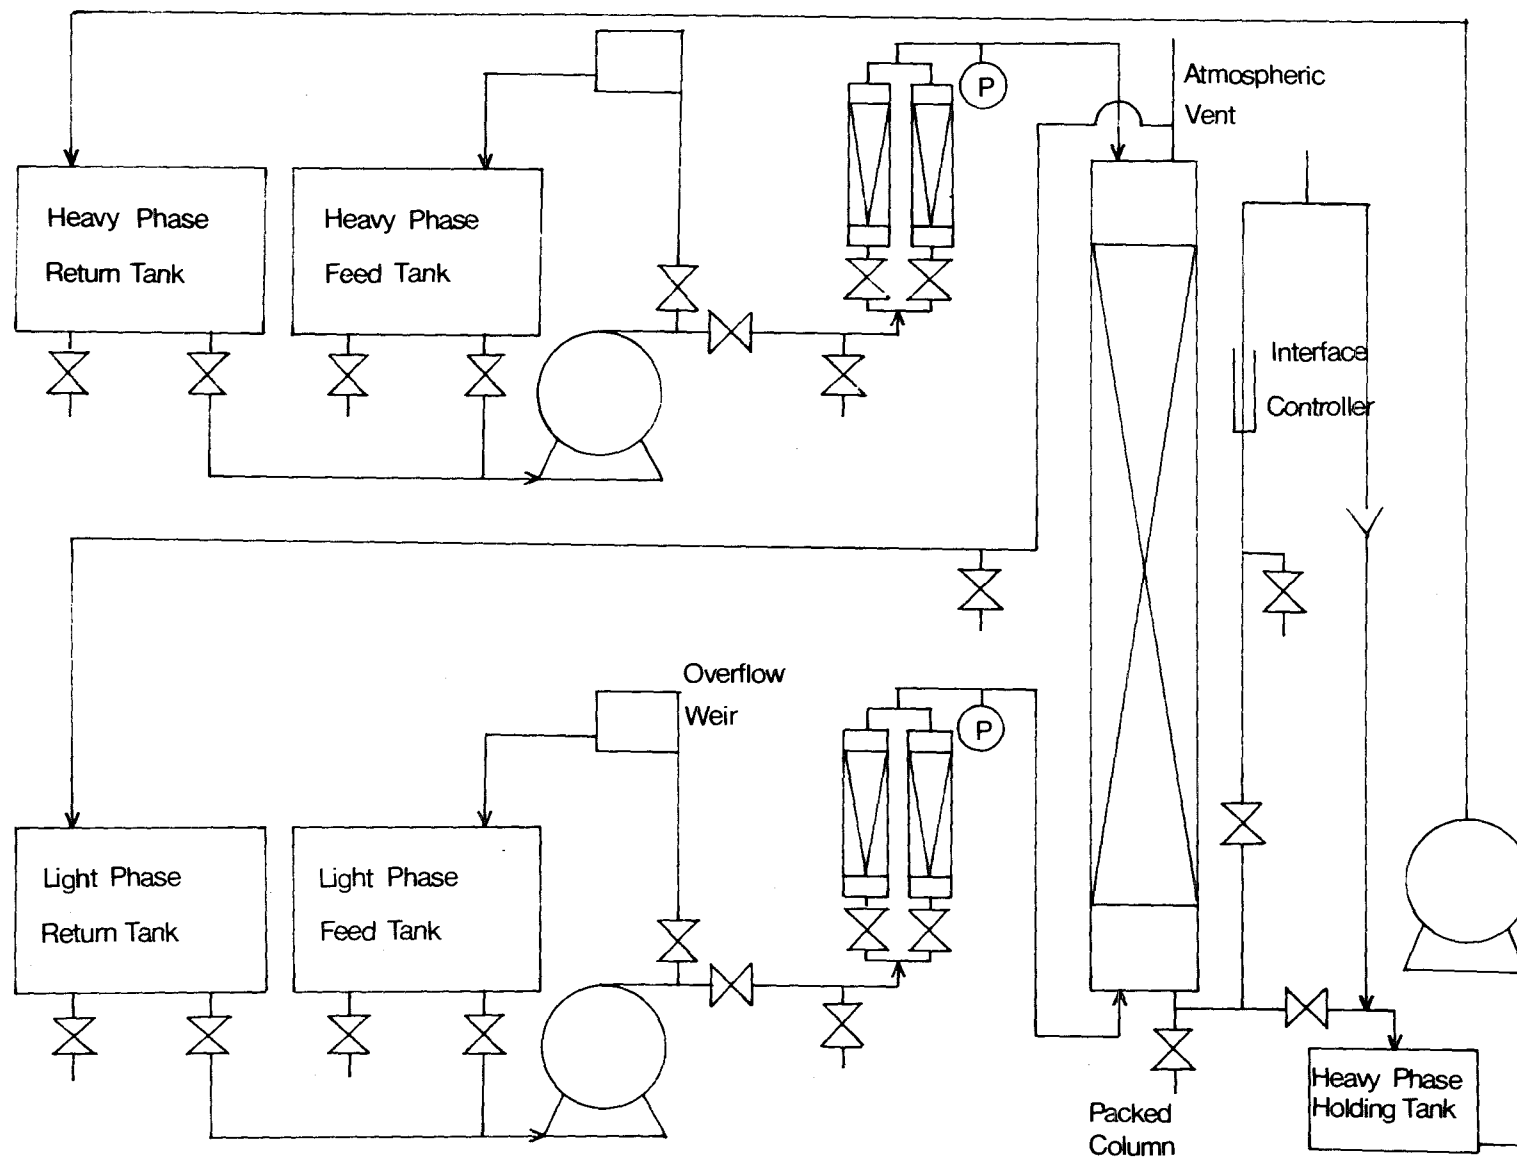 P
Atmospheric
Vent
Heavy Phase
Return Tank
Heavy Phase
Feed Tank
Interface
Controller
Overflow
Weir
P
Light Phase
Return Tank
Light Phase
Feed Tank
Packed
Column
Heavy Phase
Holding Tank